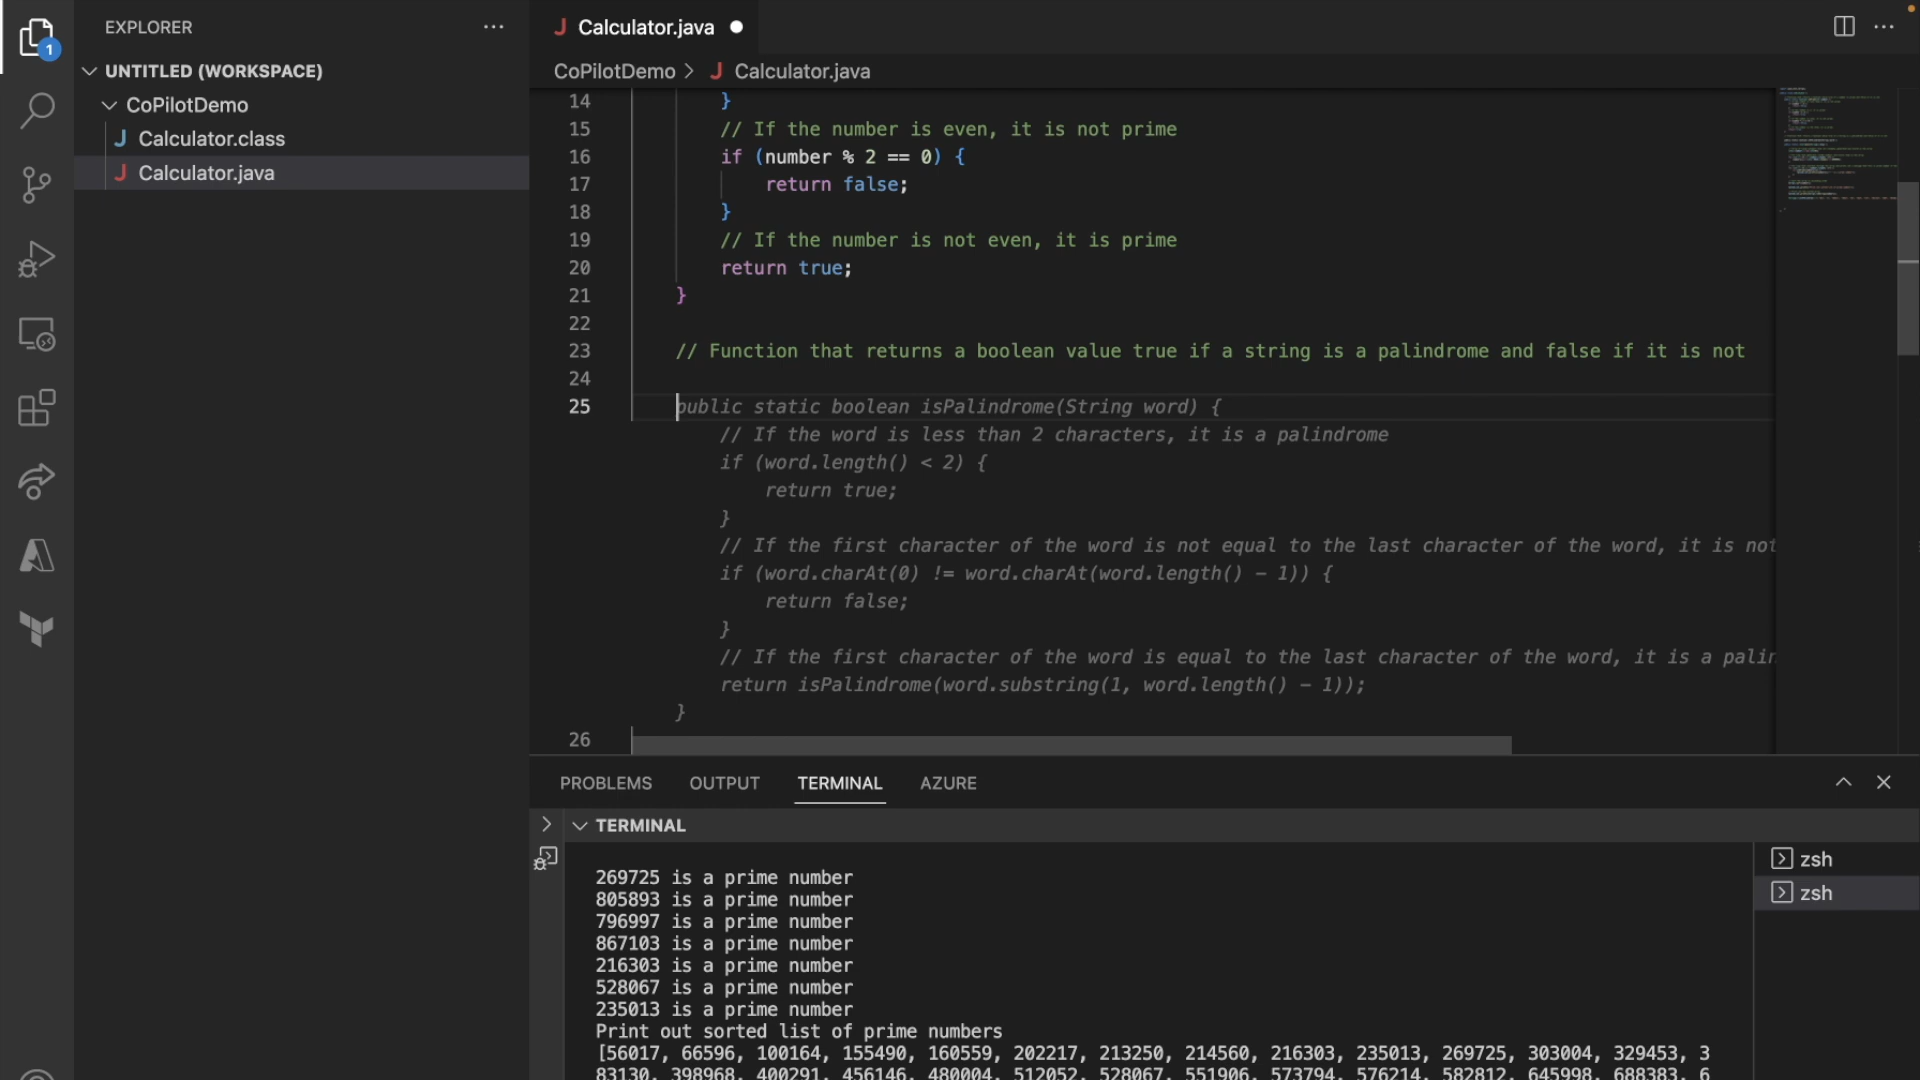 EXPLORER
1
UNTITLED (WORKSPACE)
CoPilotDemo
J Calculator.class
J Calculator.java
J Calculator.java
CoPilotDemo > J Calculator.java
14 }
15 // If the number is even, it is not prime
16 if (number % 2 == 0) {
17 return false;
18 }
19 // If the number is not even, it is prime
20 return true;
21 }
22
23 // Function that returns a boolean value true if a string is a palindrome and false if it is not
24
25 public static boolean isPalindrome(String word) {
// If the word is less than 2 characters, it is a palindrome
if (word.length() < 2) {
return true;
}
// If the first character of the word is not equal to the last character of the word, it is not
if (word.charAt(0) != word.charAt(word.length() - 1)) {
return false;
}
// If the first character of the word is equal to the last character of the word, it is a palin
return isPalindrome(word.substring(1, word.length() - 1));
}
26
PROBLEMS OUTPUT TERMINAL AZURE
TERMINAL
269725 is a prime number
805893 is a prime number
796997 is a prime number
867103 is a prime number
216303 is a prime number
528067 is a prime number
235013 is a prime number
Print out sorted list of prime numbers
[56017, 66596, 100164, 155490, 160559, 202217, 213250, 214560, 216303, 235013, 269725, 303004, 329453, 3
83130, 398968, 400291, 456146, 480004, 512052, 528067, 551906, 573794, 576214, 582812, 645998, 688383, 6
zsh
zsh